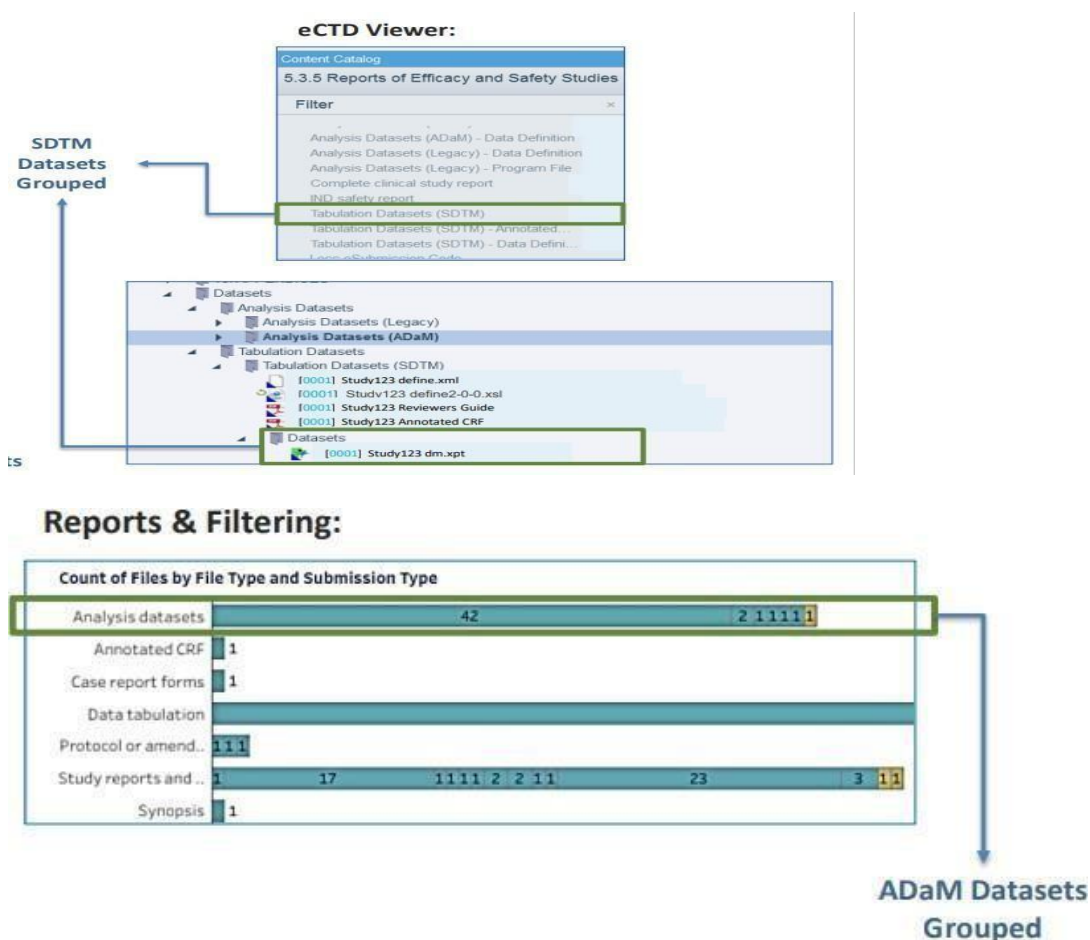 eCTD Viewer:
Content Catalog
5.3.5 Reports of Efficacy and Safety Studies
Filter ×
Analysis Datasets (ADaM) - Data Definition
Analysis Datasets (Legacy) - Data Definition
Analysis Datasets (Legacy) - Program File
Complete clinical study report
IND safety report
Tabulation Datasets (SDTM)
Tabulation Datasets (SDTM) - Annotated...
Tabulation Datasets (SDTM) - Data Defini...
SDTM
Datasets
Grouped
Datasets
Analysis Datasets
Analysis Datasets (Legacy)
Analysis Datasets (ADaM)
Tabulation Datasets
Tabulation Datasets (SDTM)
[0001] Study123 define.xml
[0001] Study123 define2-0-0.xsl
[0001] Study123 Reviewers Guide
[0001] Study123 Annotated CRF
Datasets
[0001] Study123 dm.xpt
ts
Reports & Filtering:
Count of Files by File Type and Submission Type
Analysis datasets 42 2 1 1 1 1 1
Annotated CRF 1
Case report forms 1
Data tabulation
Protocol or amend.. 1 1 1
Study reports and .. 1 17 1 1 1 1 2 2 1 1 23 3 1 1
Synopsis 1
ADaM Datasets
Grouped